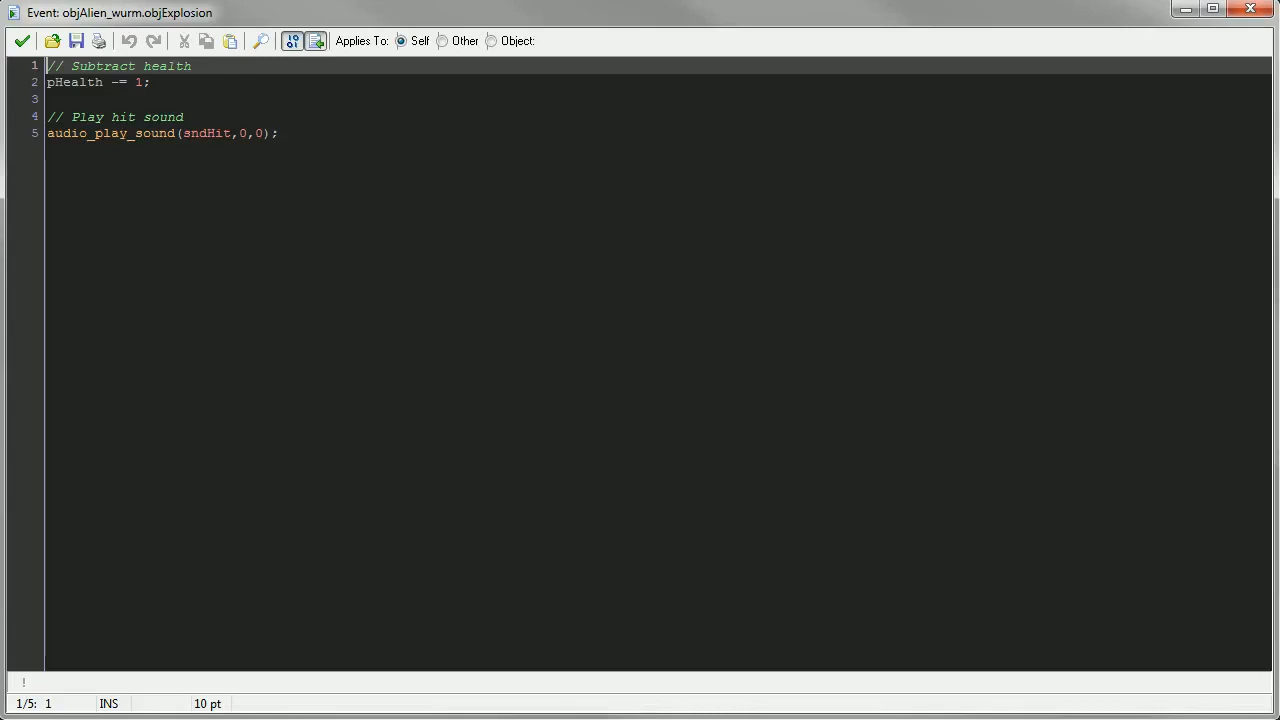 Event: objAlien_wurm.objExplosion
Applies To: Self Other Object:
1 // Subtract health
2 pHealth -= 1;
3
4 // Play hit sound
5 audio_play_sound(sndHit,0,0);
!
1/5: 1 INS 10 pt